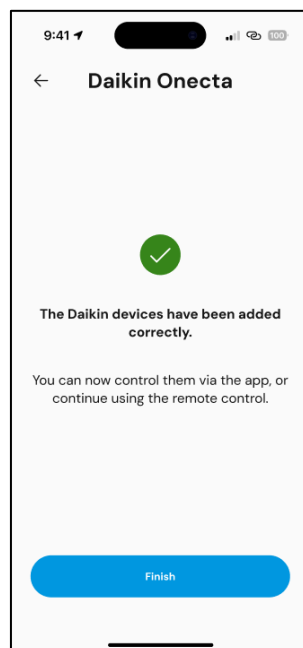 9:41
100
Daikin Onecta
The Daikin devices have been added
correctly.
You can now control them via the app, or
continue using the remote control.
Finish